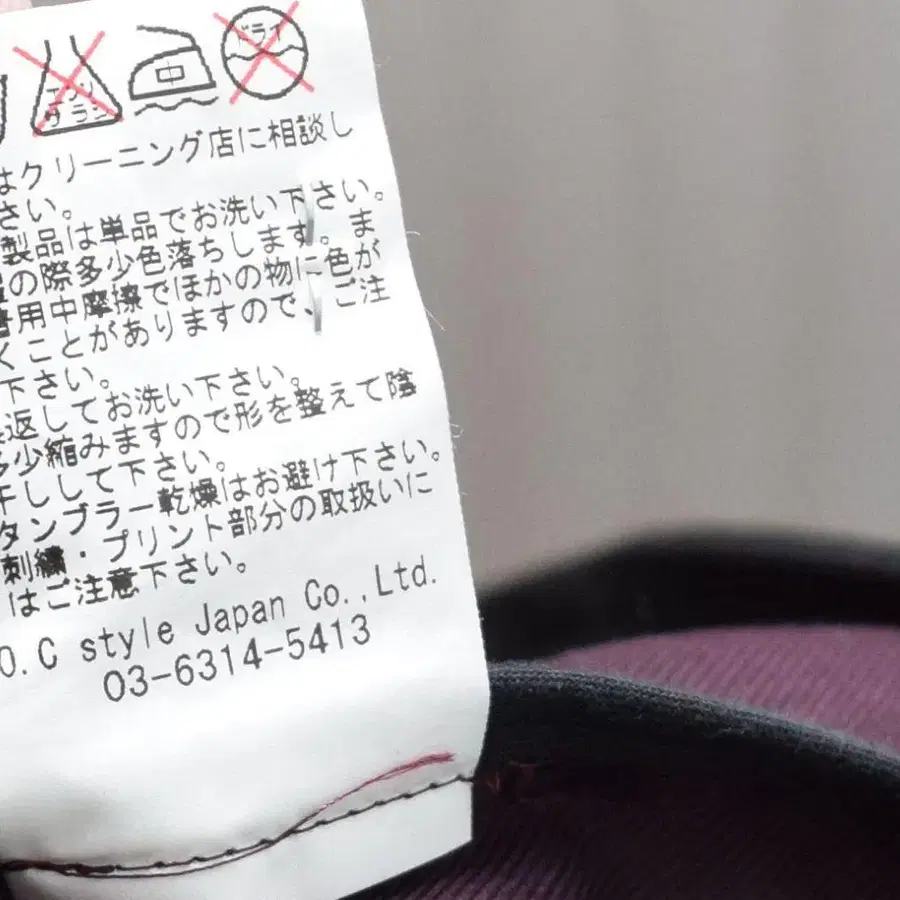 エンソ
サラシ
中
ドライ
はクリーニング店に相談し
さい。
製品は単品でお洗い下さい。
の際多少色落ちします。ま
着用中摩擦でほかの物に色が
くことがありますので、ご注
下さい。
返してお洗い下さい。
多少縮みますので形を整えて陰
干しして下さい。
タンブラー乾燥はお避け下さい。
刺繍・プリント部分の取扱いに
はご注意下さい。
O.C style Japan Co.,Ltd.
03-6314-5413